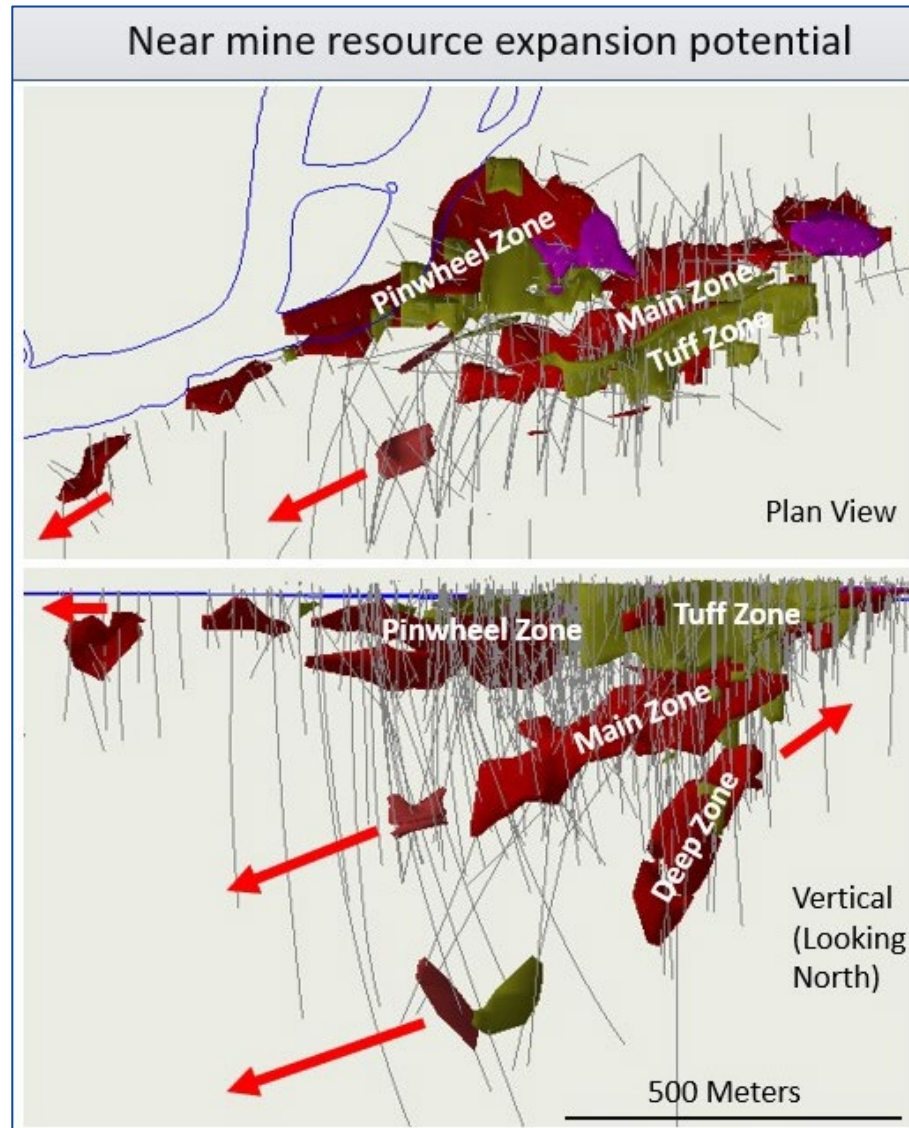 Near mine resource expansion potential
Pinwheel Zone
Main Zone
Tuff Zone
Plan View
Pinwheel Zone
Tuff Zone
Main Zone
Deep Zone
Vertical
(Looking
North)
500 Meters